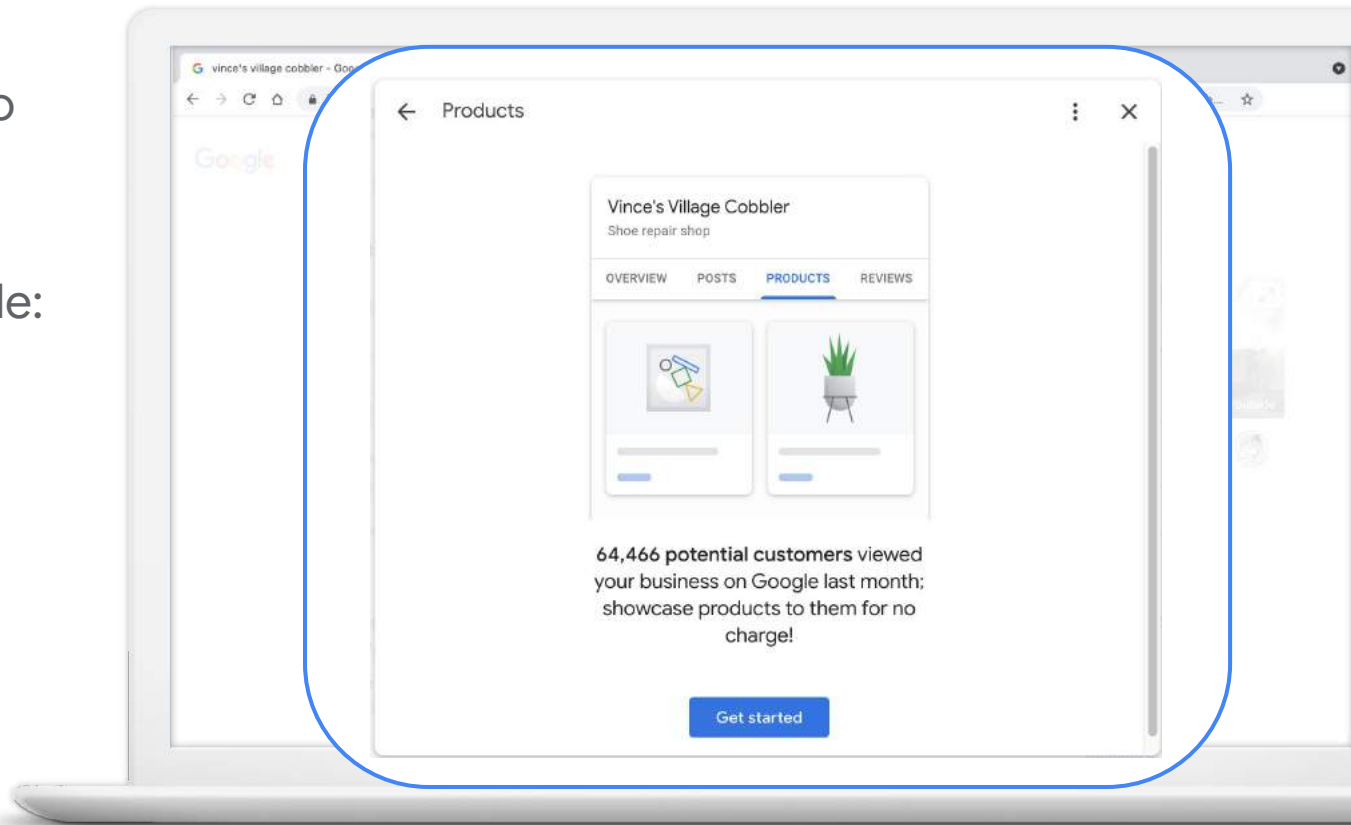 vince's village cobbler - Goo
le:
Google
← Products
Vince's Village Cobbler
Shoe repair shop
OVERVIEW POSTS PRODUCTS REVIEWS
64,466 potential customers viewed
your business on Google last month;
showcase products to them for no
charge!
Get started